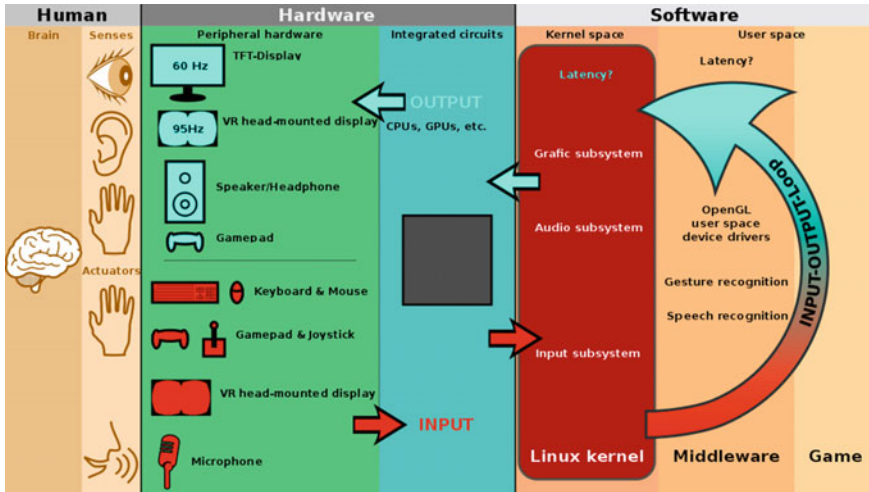 Human
Hardware
Software
Brain
Senses
Peripheral hardware
Integrated circuits
Kernel space
User space
TFT-Display
60 Hz
Latency?
Latency?
OUTPUT
95Hz
VR head-mounted display
CPUs, GPUs, etc.
Grafic subsystem
Speaker/Headphone
OpenGL
user space
device drivers
Audio subsystem
Gamepad
INPUT-OUTPUT-Loop
Actuators
Keyboard & Mouse
Gesture recognition
Speech recognition
Gamepad & Joystick
Input subsystem
VR head-mounted display
INPUT
Microphone
Linux kernel
Middleware
Game